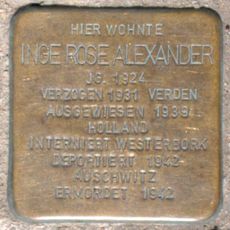 HIER WOHNTE
INGE ROSE ALEXANDER
JG. 1924
VERZOGEN 1931 VERDEN
AUSGEWIESEN 1938
HOLLAND
INTERNIERT WESTERBORK
DEPORTIERT 1942
AUSCHWITZ
ERMORDET 1942